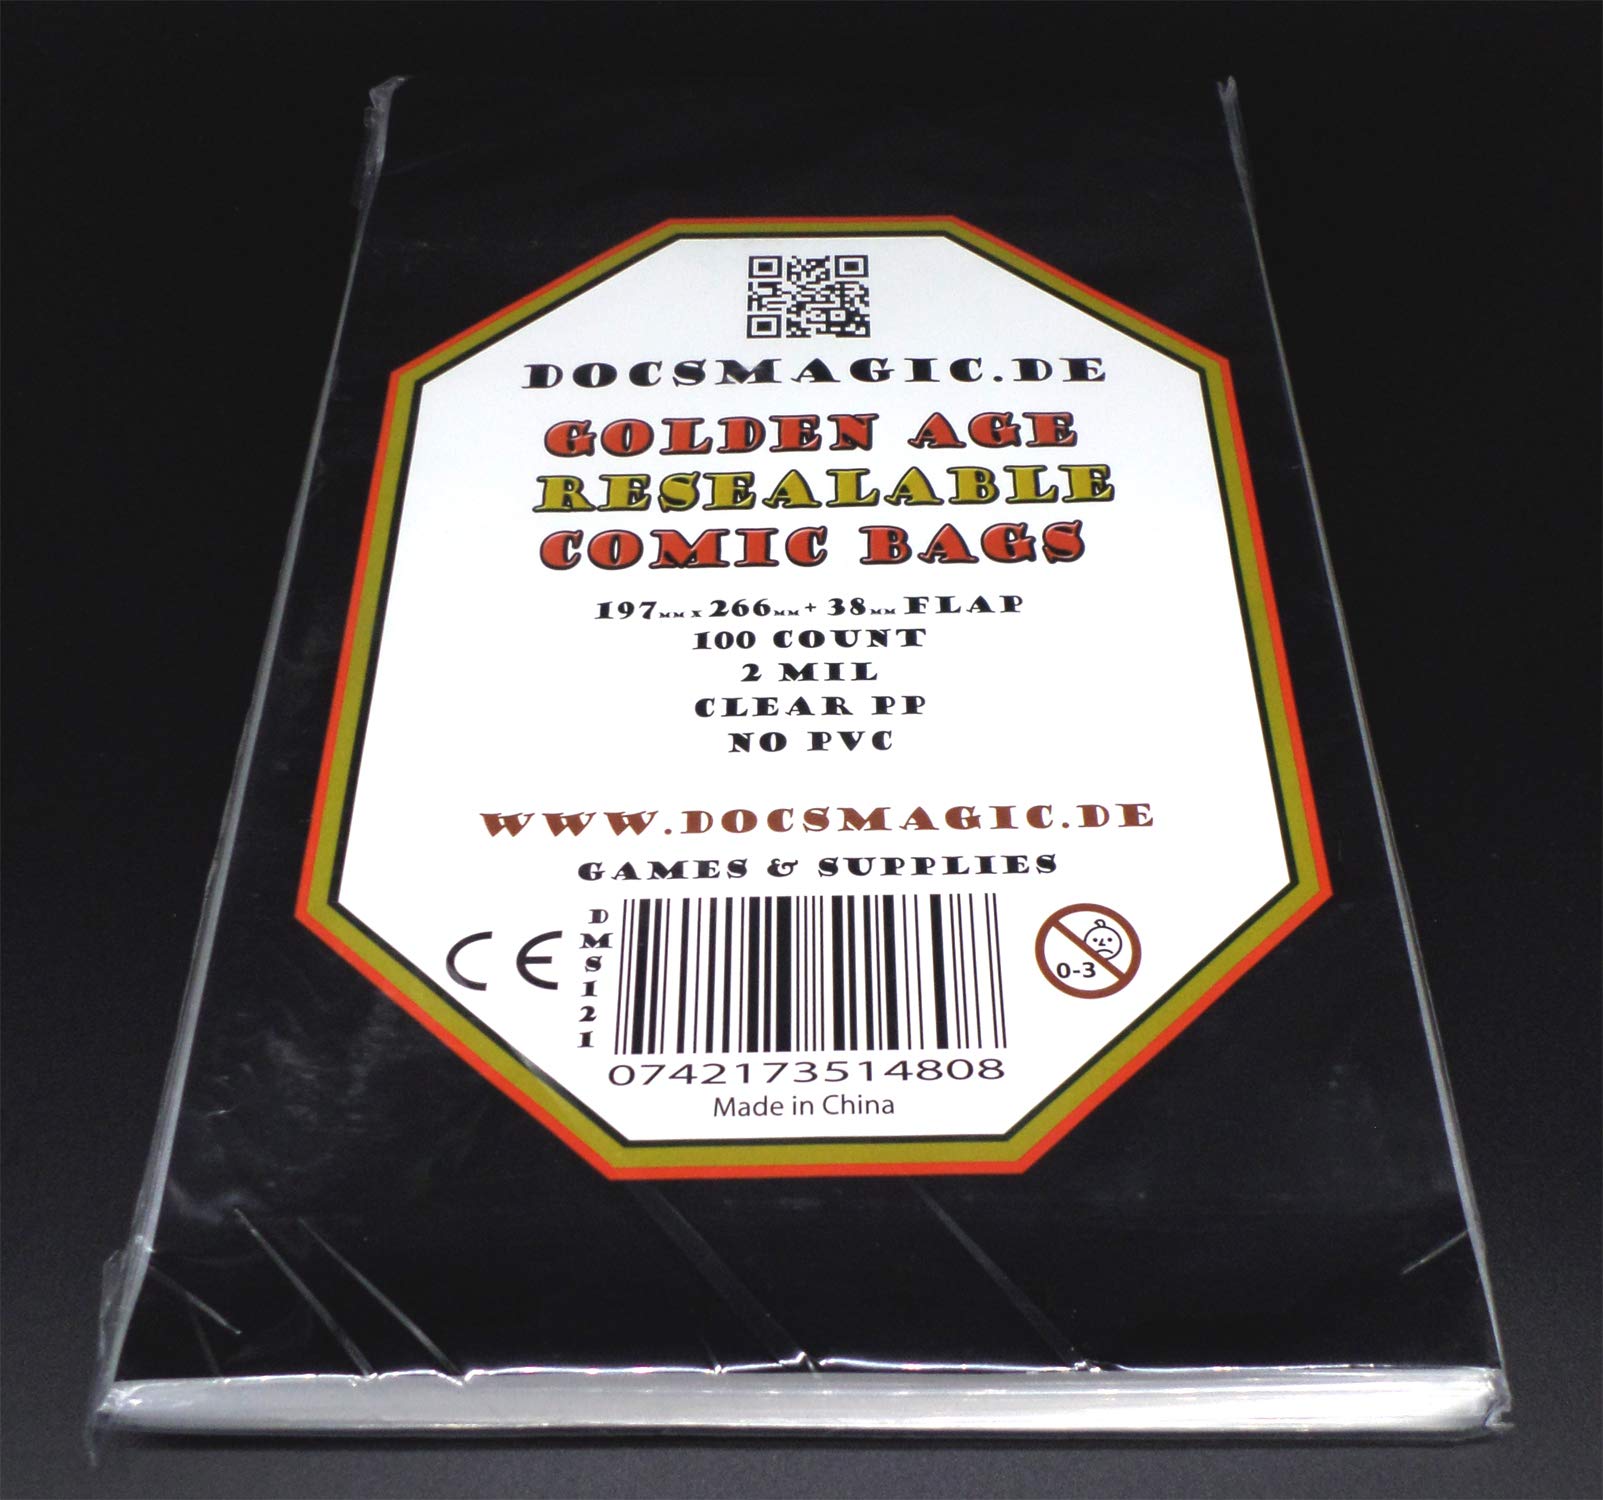 DOCSMAGIC.DE
GOLDEN AGE
RESEALABLE
COMIC BAGS
197MM X 266MM + 38MM FLAP
100 COUNT
2 MIL
CLEAR PP
NO PVC
WWW.DOCSMAGIC.DE
GAMES & SUPPLIES
CE
DMS121
0-3
0742173514808
Made in China